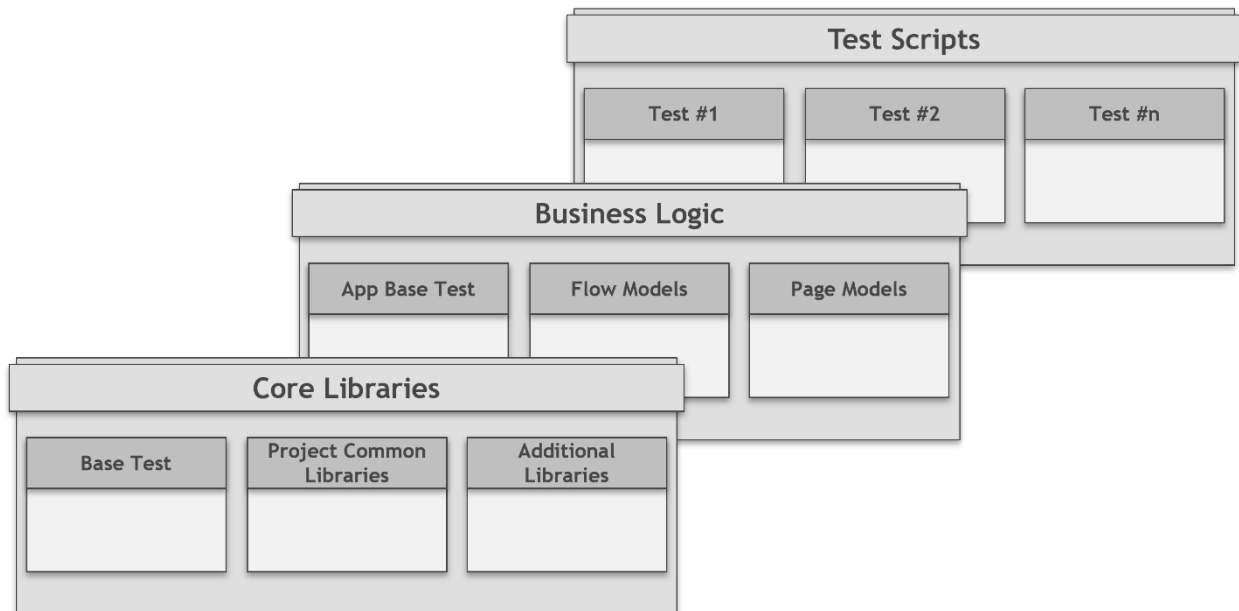 Test Scripts
Test #1
Test #2
Test #n
Business Logic
App Base Test
Flow Models
Page Models
Core Libraries
Base Test
Project Common
Libraries
Additional
Libraries